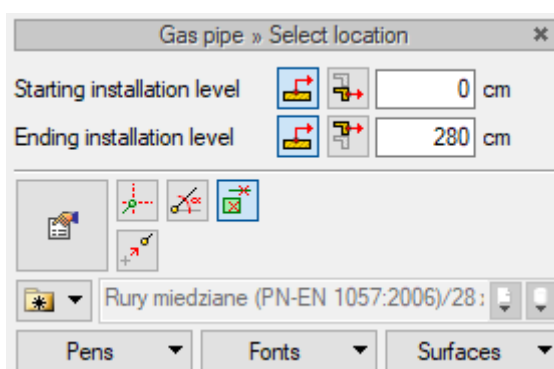 Gas pipe » Select location
Starting installation level 0 cm
Ending installation level 280 cm
Rury miedziane (PN-EN 1057:2006)/28
Pens Fonts Surfaces